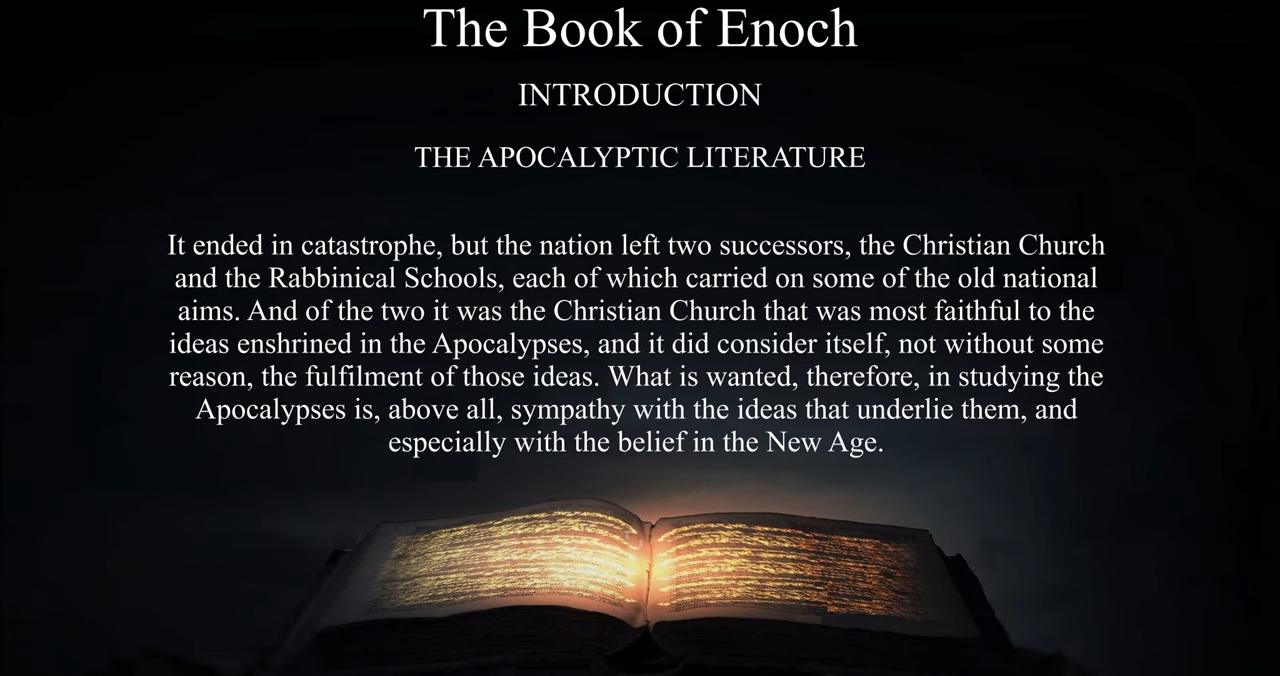 The Book of Enoch
INTRODUCTION
THE APOCALYPTIC LITERATURE
It ended in catastrophe, but the nation left two successors, the Christian Church
and the Rabbinical Schools, each of which carried on some of the old national
aims. And of the two it was the Christian Church that was most faithful to the
ideas enshrined in the Apocalypses, and it did consider itself, not without some
reason, the fulfilment of those ideas. What is wanted, therefore, in studying the
Apocalypses is, above all, sympathy with the ideas that underlie them, and
especially with the belief in the New Age.